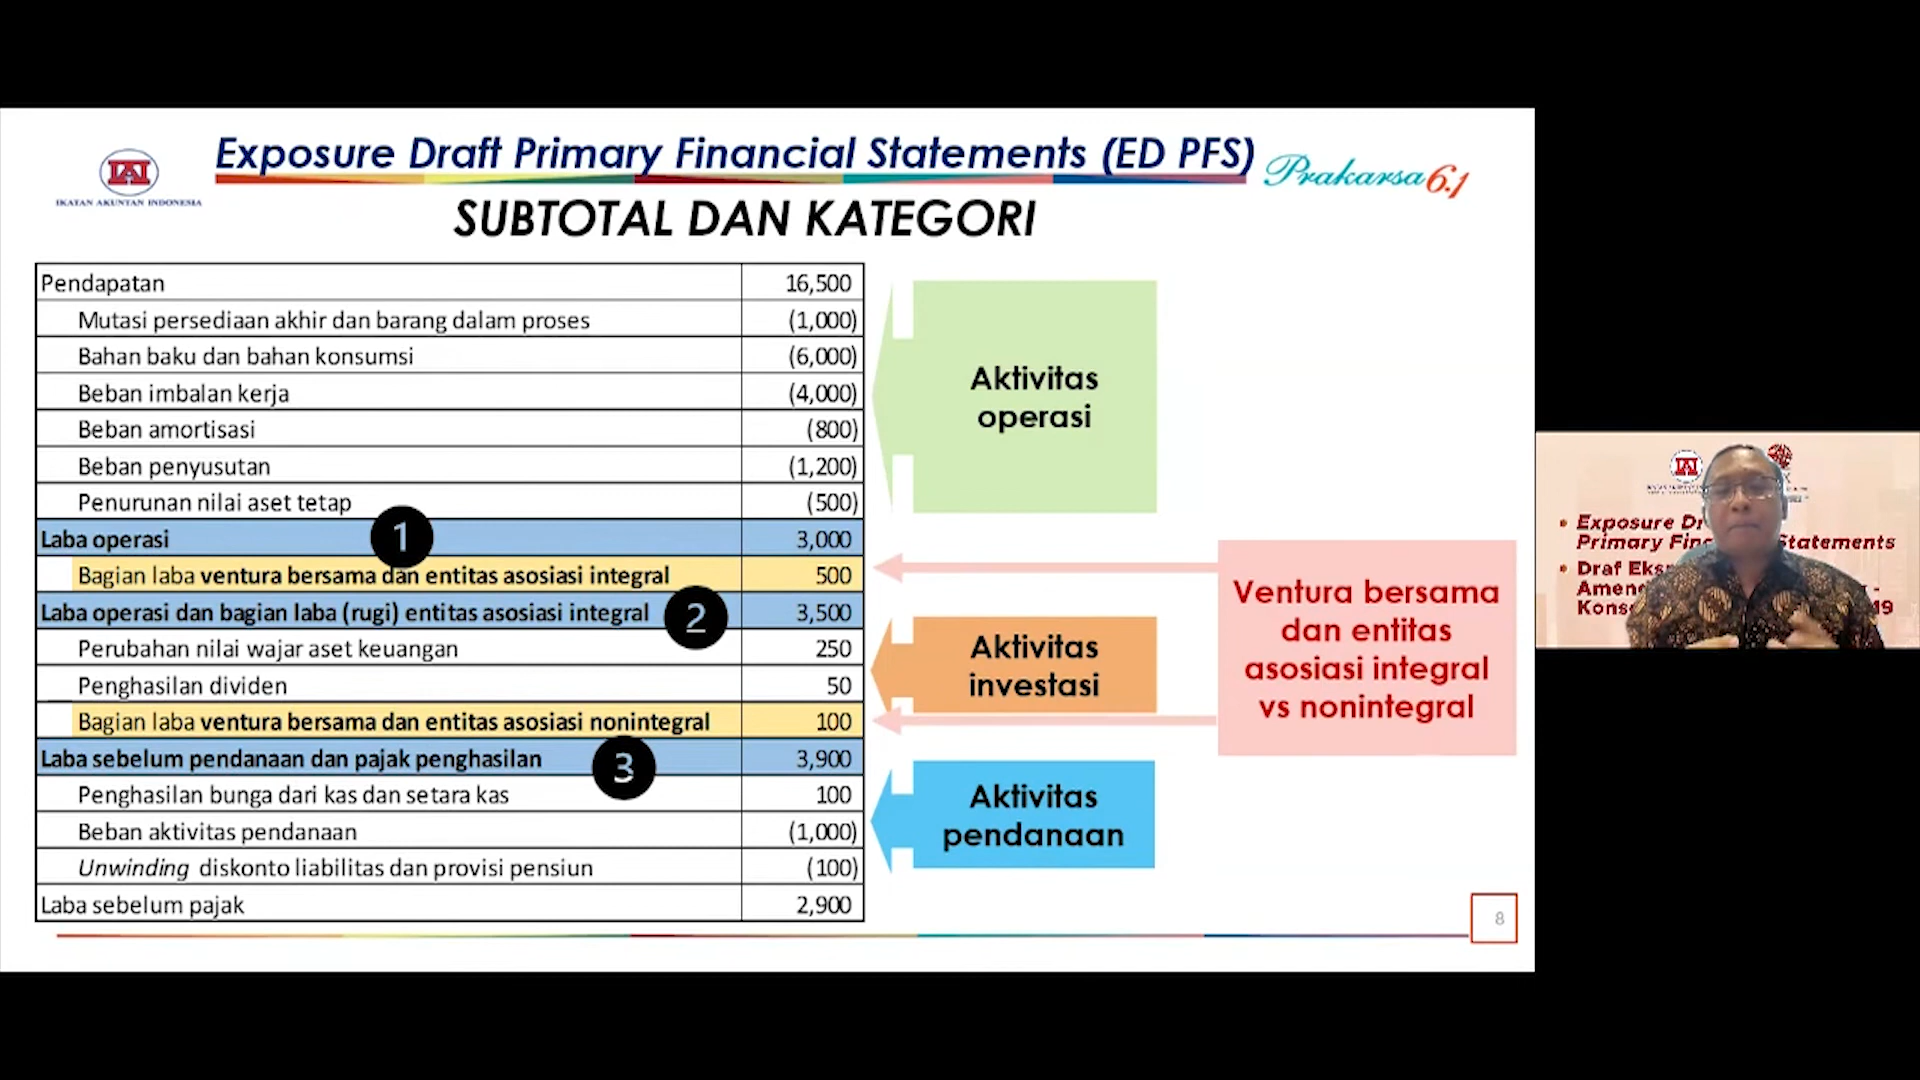 Exposure Draft Primary Financial Statements (ED PFS)
IAI
IKATAN AKUNTAN INDONESIA
Prakarsa 6.1
SUBTOTAL DAN KATEGORI
Pendapatan 16,500
Mutasi persediaan akhir dan barang dalam proses (1,000)
Bahan baku dan bahan konsumsi (6,000)
Beban imbalan kerja (4,000)
Beban amortisasi (800)
Beban penyusutan (1,200)
Penurunan nilai aset tetap (500)
Laba operasi 1 3,000
Bagian laba ventura bersama dan entitas asosiasi integral 500
Laba operasi dan bagian laba (rugi) entitas asosiasi integral 2 3,500
Perubahan nilai wajar aset keuangan 250
Penghasilan dividen 50
Bagian laba ventura bersama dan entitas asosiasi nonintegral 100
Laba sebelum pendanaan dan pajak penghasilan 3 3,900
Penghasilan bunga dari kas dan setara kas 100
Beban aktivitas pendanaan (1,000)
Unwinding diskonto liabilitas dan provisi pensiun (100)
Laba sebelum pajak 2,900
Aktivitas
operasi
Aktivitas
investasi
Aktivitas
pendanaan
Ventura bersama
dan entitas
asosiasi integral
vs nonintegral
8
IAI
• Exposure Dr
Primary Fin Statements
• Draf Eks
Amen -
Kons 19